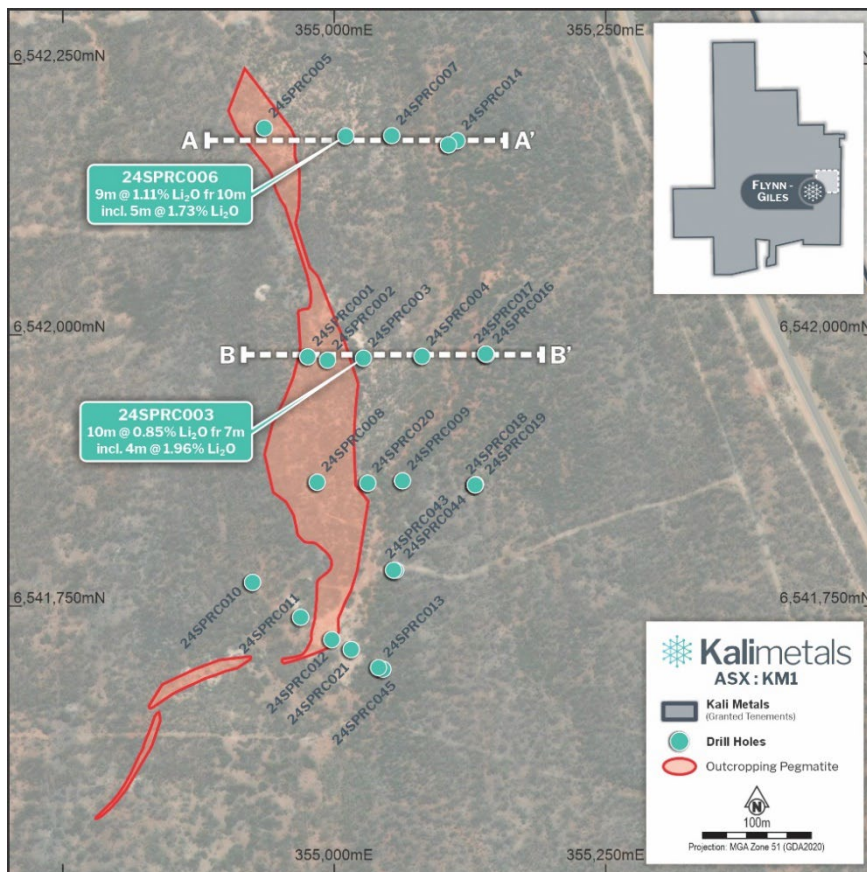 355,000mE
355,250mE
6,542,250mN
24SPRC005
24SPRC007
24SPRC014
A
A'
24SPRC006
9m @ 1.11% Li₂O fr 10m
incl. 5m @ 1.73% Li₂O
FLYNN -
GILES
6,542,000mN
6,542,000mN
24SPRC001
24SPRC002
24SPRC003
24SPRC004
24SPRC017
24SPRC016
B
B'
24SPRC003
10m @ 0.85% Li₂O fr 7m
incl. 4m @ 1.96% Li₂O
24SPRC008
24SPRC020
24SPRC009
24SPRC018
24SPRC019
24SPRC043
24SPRC044
6,541,750mN
6,541,750mN
24SPRC010
24SPRC011
24SPRC012
24SPRC021
24SPRC013
24SPRC045
Kalimetals
ASX : KM1
Kali Metals
(Granted Tenements)
Drill Holes
Outcropping Pegmatite
N
100m
Projection: MGA Zone 51 (GDA2020)
355,000mE
355,250mE